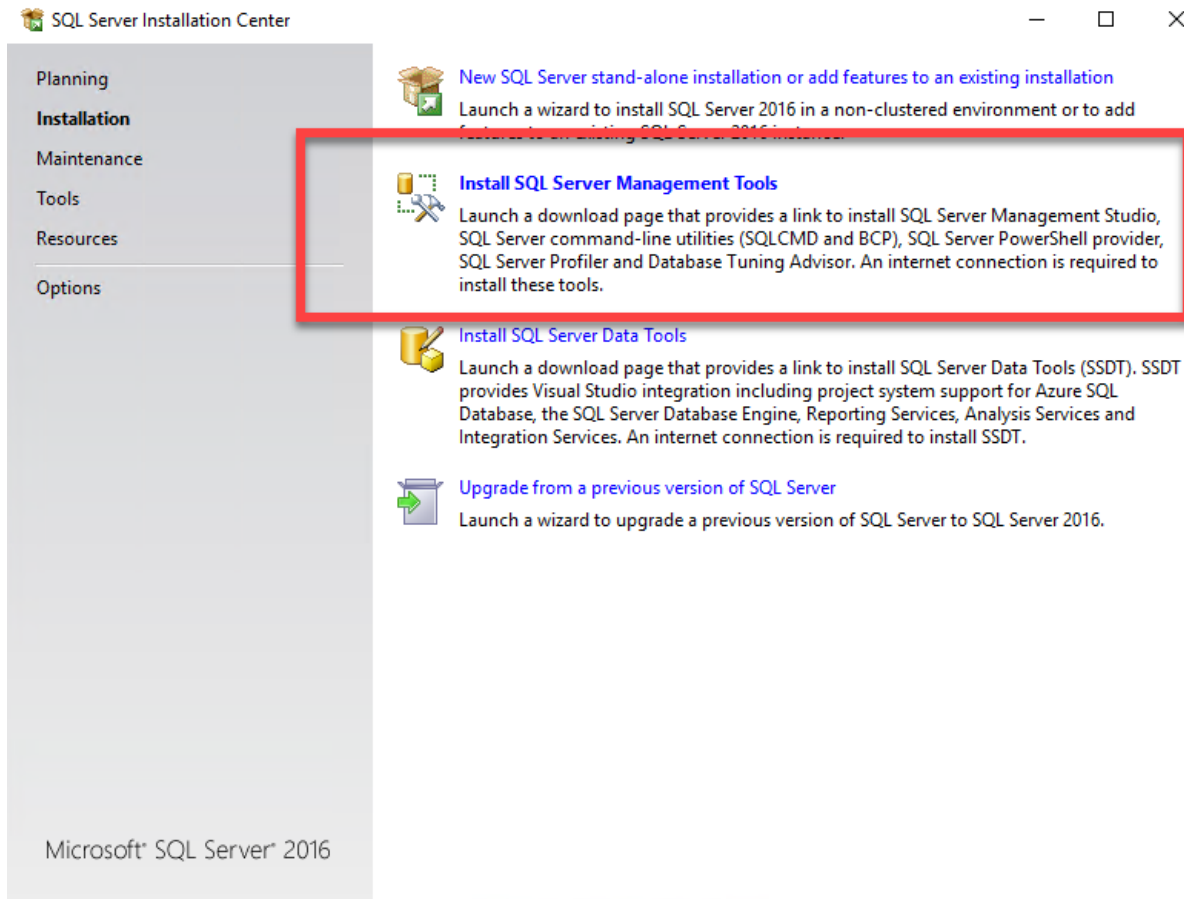 SQL Server Installation Center
Planning
Installation
Maintenance
Tools
Resources
Options
Microsoft® SQL Server® 2016
New SQL Server stand-alone installation or add features to an existing installation
Launch a wizard to install SQL Server 2016 in a non-clustered environment or to add
features to an existing SQL Server 2016 instance.
Install SQL Server Management Tools
Launch a download page that provides a link to install SQL Server Management Studio,
SQL Server command-line utilities (SQLCMD and BCP), SQL Server PowerShell provider,
SQL Server Profiler and Database Tuning Advisor. An internet connection is required to
install these tools.
Install SQL Server Data Tools
Launch a download page that provides a link to install SQL Server Data Tools (SSDT). SSDT
provides Visual Studio integration including project system support for Azure SQL
Database, the SQL Server Database Engine, Reporting Services, Analysis Services and
Integration Services. An internet connection is required to install SSDT.
Upgrade from a previous version of SQL Server
Launch a wizard to upgrade a previous version of SQL Server to SQL Server 2016.